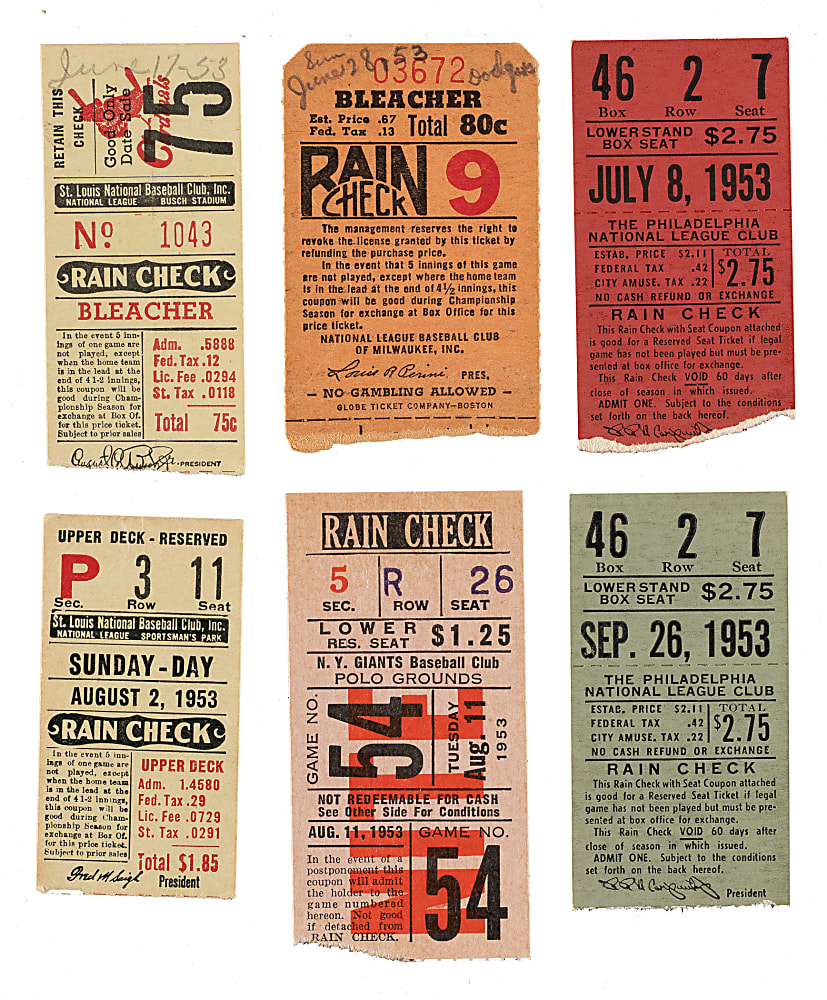 June 17-53
RETAIN THIS
CHECK
Good Only
Date Sale
Cardinals
75
St. Louis National Baseball Club, Inc.
NATIONAL LEAGUE BUSCH STADIUM
No. 1043
RAIN CHECK
BLEACHER
In the event 5 inn-
ings of one game are
not played, except
when the home team
is in the lead at the
end of 4 1-2 innings,
this coupon will be
good during Cham-
pionship Season for
exchange at Box Of.
for this price ticket.
Subject to prior sales
Adm. .5888
Fed. Tax .12
Lic. Fee .0294
St. Tax .0118
Total 75c
PRESIDENT
June 28, 53
Dodgers
03672
BLEACHER
Est. Price .67
Fed. Tax .13
Total 80c
RAIN
CHECK
9
The management reserves the right to
revoke the license granted by this ticket by
refunding the purchase price.
In the event that 5 innings of this game
are not played, except where the home team
is in the lead at the end of 4½ innings, this
coupon will be good during Championship
Season for exchange at Box Office for this
price ticket.
NATIONAL LEAGUE BASEBALL CLUB
OF MILWAUKEE, INC.
Louis R Perini PRES.
– NO GAMBLING ALLOWED –
GLOBE TICKET COMPANY—BOSTON
46 2 7
Box Row Seat
LOWER STAND
BOX SEAT
$2.75
JULY 8, 1953
THE PHILADELPHIA
NATIONAL LEAGUE CLUB
ESTAB. PRICE $2.11
FEDERAL TAX .42
CITY AMUSE. TAX .22
TOTAL
$2.75
NO CASH REFUND OR EXCHANGE
RAIN CHECK
This Rain Check with Seat Coupon attached
is good for a Reserved Seat Ticket if legal
game has not been played but must be pre-
sented at box office for exchange.
This Rain Check VOID 60 days after
close of season in which issued.
ADMIT ONE. Subject to the conditions
set forth on the back hereof.
UPPER DECK - RESERVED
P 3 11
Sec. Row Seat
St. Louis National Baseball Club, Inc.
NATIONAL LEAGUE - SPORTSMAN'S PARK
SUNDAY-DAY
AUGUST 2, 1953
RAIN CHECK
In the event 5 inn-
ings of one game are
not played, except
when the home team
is in the lead at the
end of 4 1-2 innings,
this coupon will be
good during Cham-
pionship Season for
exchange at Box Of.
for this price ticket.
Subject to prior sales
UPPER DECK
Adm. 1.4580
Fed. Tax .29
Lic. Fee .0729
St. Tax .0291
Total $1.85
Fred M Saigh
President
RAIN CHECK
5 R 26
SEC. ROW SEAT
LOWER
RES. SEAT
$1.25
N. Y. GIANTS Baseball Club
POLO GROUNDS
GAME NO.
54
TUESDAY
Aug. 11
1953
NOT REDEEMABLE FOR CASH
See Other Side For Conditions
AUG. 11, 1953
GAME NO.
54
In the event of a
postponement this
coupon will admit
the holder to the
game numbered
hereon. Not good
if detached from
RAIN CHECK.
46 2 7
Box Row Seat
LOWER STAND
BOX SEAT
$2.75
SEP. 26, 1953
THE PHILADELPHIA
NATIONAL LEAGUE CLUB
ESTAB. PRICE $2.11
FEDERAL TAX .42
CITY AMUSE. TAX .22
TOTAL
$2.75
NO CASH REFUND OR EXCHANGE
RAIN CHECK
This Rain Check with Seat Coupon attached
is good for a Reserved Seat Ticket if legal
game has not been played but must be pre-
sented at box office for exchange.
This Rain Check VOID 60 days after
close of season in which issued.
ADMIT ONE. Subject to the conditions
set forth on the back hereof.
President